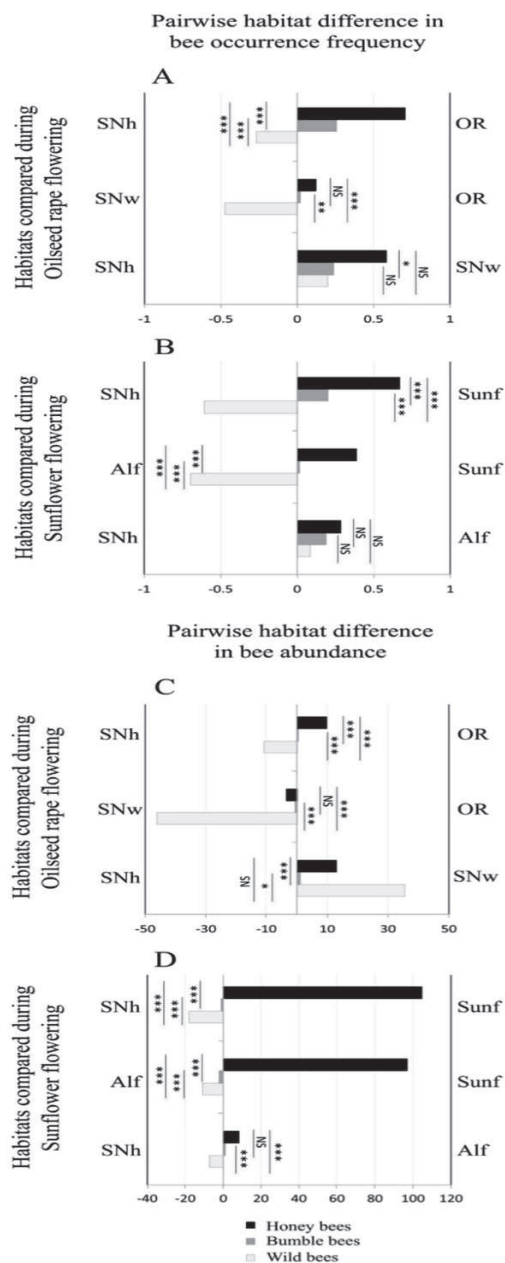 Pairwise habitat difference in
bee occurrence frequency
A
Habitats compared during
Oilseed rape flowering
SNh
***
***
***
OR
SNw
**
NS
***
OR
SNh
NS
*
NS
SNw
-1 -0.5 0 0.5 1
B
Habitats compared during
Sunflower flowering
SNh
***
***
***
Sunf
Alf
***
***
***
Sunf
SNh
NS
NS
NS
Alf
-1 -0.5 0 0.5 1
Pairwise habitat difference
in bee abundance
C
Habitats compared during
Oilseed rape flowering
SNh
***
***
***
OR
SNw
***
NS
***
OR
SNh
SN
*
***
SNw
-50 -30 -10 10 30 50
D
Habitats compared during
Sunflower flowering
SNh
***
***
***
Sunf
Alf
***
***
***
Sunf
SNh
***
NS
***
Alf
-40 -20 0 20 40 60 80 100 120
Honey bees
Bumble bees
Wild bees